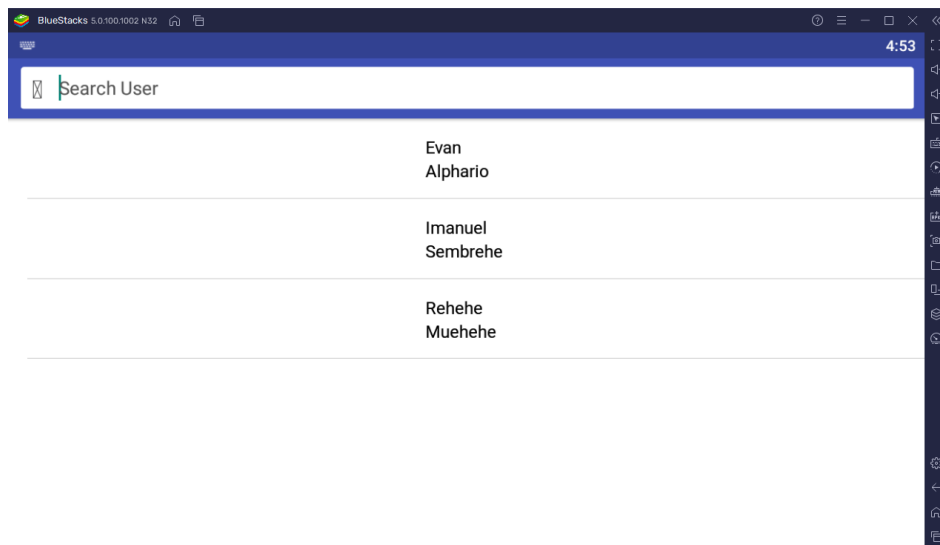 BlueStacks 5.0.100.1002 N32
4:53
Search User
Evan
Alphario
Imanuel
Sembrehe
Rehehe
Muehehe